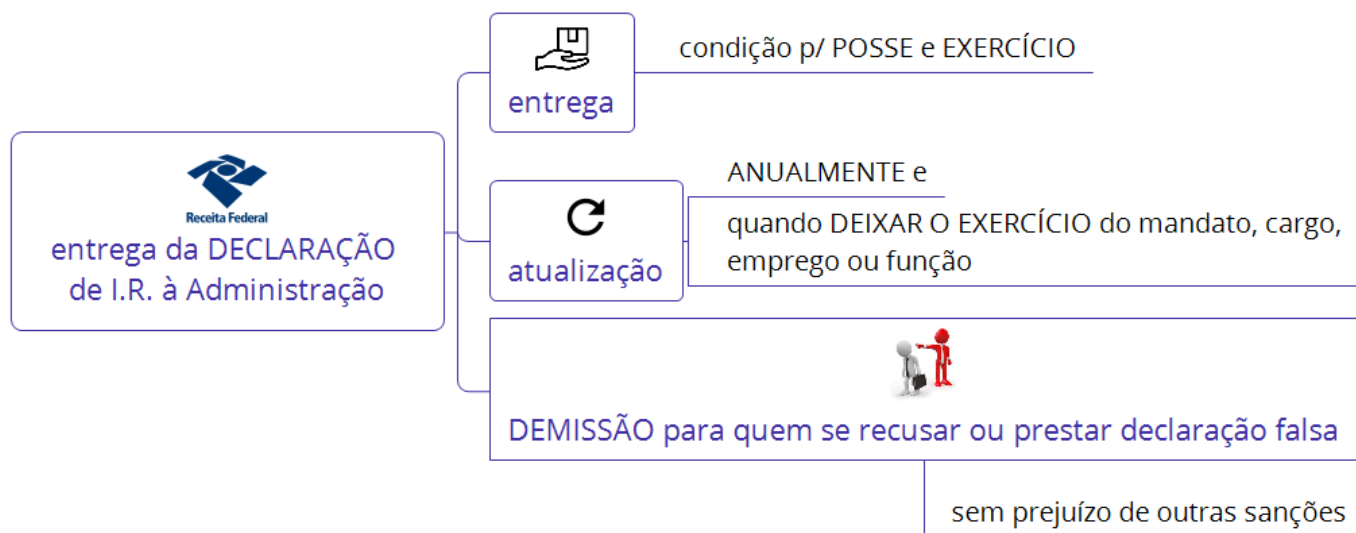 condição p/ POSSE e EXERCÍCIO
entrega
Receita Federal
entrega da DECLARAÇÃO
de I.R. à Administração
ANUALMENTE e
quando DEIXAR O EXERCÍCIO do mandato, cargo,
emprego ou função
atualização
DEMISSÃO para quem se recusar ou prestar declaração falsa
sem prejuízo de outras sanções